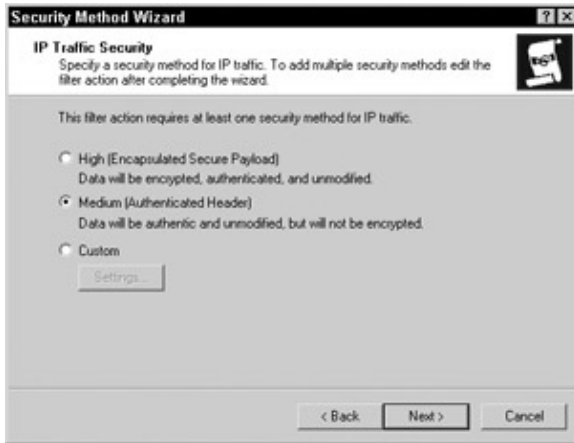 Security Method Wizard
IP Traffic Security
Specify a security method for IP traffic. To add multiple security methods edit the
filter action after completing the wizard.
This filter action requires at least one security method for IP traffic.
High (Encapsulated Secure Payload)
Data will be encrypted, authenticated, and unmodified.
Medium (Authenticated Header)
Data will be authentic and unmodified, but will not be encrypted.
Custom
Settings...
< Back
Next >
Cancel